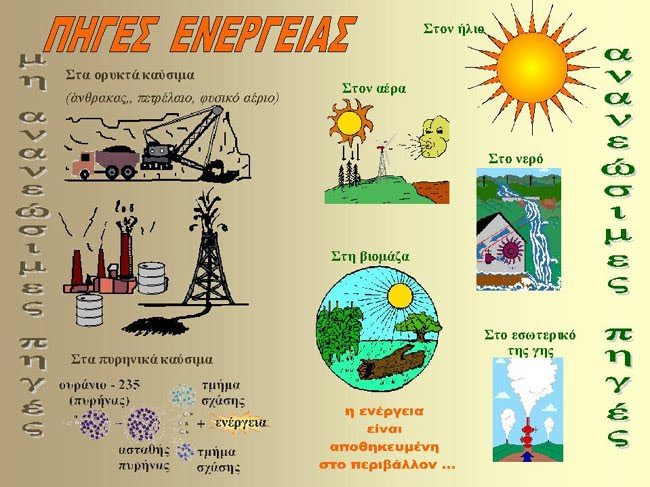 ΠΗΓΕΣ ΕΝΕΡΓΕΙΑΣ
μη ανανεώσιμες πηγές
Στα ορυκτά καύσιμα
(άνθρακας,, πετρέλαιο, φυσικό αέριο)
Στα πυρηνικά καύσιμα
ουράνιο - 235
(πυρήνας)
τμήμα
σχάσης
+ ενέργεια
ασταθής
πυρήνας
τμήμα
σχάσης
Στον ήλιο
Στον αέρα
Στο νερό
Στη βιομάζα
Στο εσωτερικό
της γης
η ενέργεια
είναι
αποθηκευμένη
στο περιβάλλον ...
ανανεώσιμες πηγές